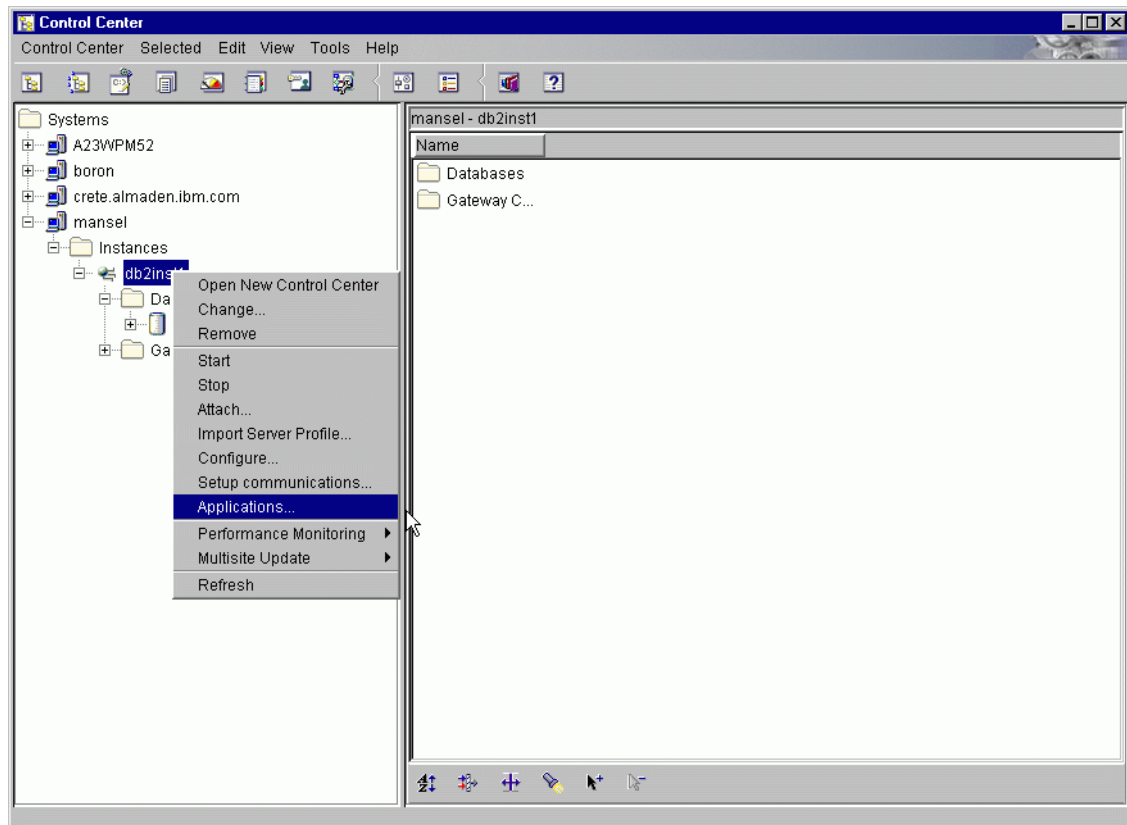 Control Center
Control Center Selected Edit View Tools Help
Systems
A23WPM52
boron
crete.almaden.ibm.com
mansel
Instances
db2inst1
Da
Ga
Open New Control Center
Change...
Remove
Start
Stop
Attach...
Import Server Profile...
Configure...
Setup communications...
Applications...
Performance Monitoring
Multisite Update
Refresh
mansel - db2inst1
Name
Databases
Gateway C...